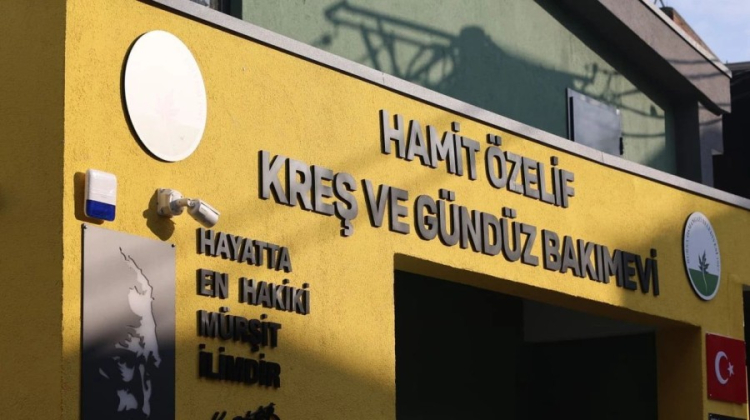 HAMİT ÖZELİF
KREŞ VE GÜNDÜZ BAKIMEVİ
HAYATTA
EN HAKİKİ
MÜRŞİT
İLİMDİR